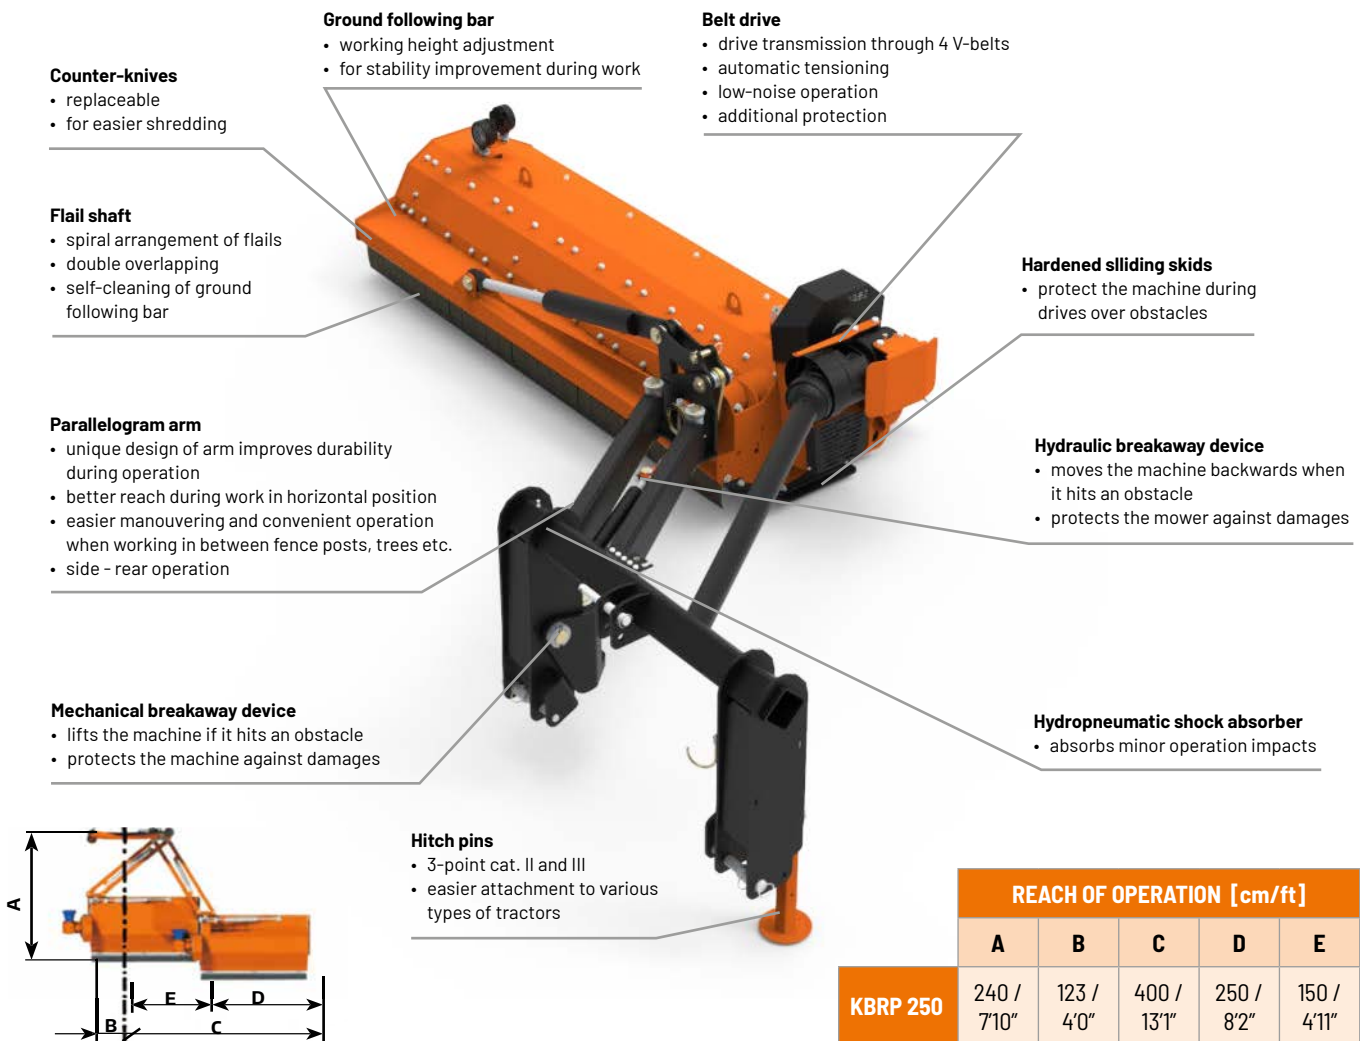 Ground following bar
• working height adjustment
• for stability improvement during work
Belt drive
• drive transmission through 4 V-belts
• automatic tensioning
• low-noise operation
• additional protection
Counter-knives
• replaceable
• for easier shredding
Flail shaft
• spiral arrangement of flails
• double overlapping
• self-cleaning of ground
following bar
Hardened slliding skids
• protect the machine during
drives over obstacles
Parallelogram arm
• unique design of arm improves durability
during operation
• better reach during work in horizontal position
• easier manouvering and convenient operation
when working in between fence posts, trees etc.
• side - rear operation
Hydraulic breakaway device
• moves the machine backwards when
it hits an obstacle
• protects the mower against damages
Mechanical breakaway device
• lifts the machine if it hits an obstacle
• protects the machine against damages
Hydropneumatic shock absorber
• absorbs minor operation impacts
Hitch pins
• 3-point cat. II and III
• easier attachment to various
types of tractors
A
E D
B C
REACH OF OPERATION [cm/ft]
A B C D E
KBRP 250
240 / 123 / 400 / 250 / 150 /
7'10" 4'0" 13'1" 8'2" 4'11"